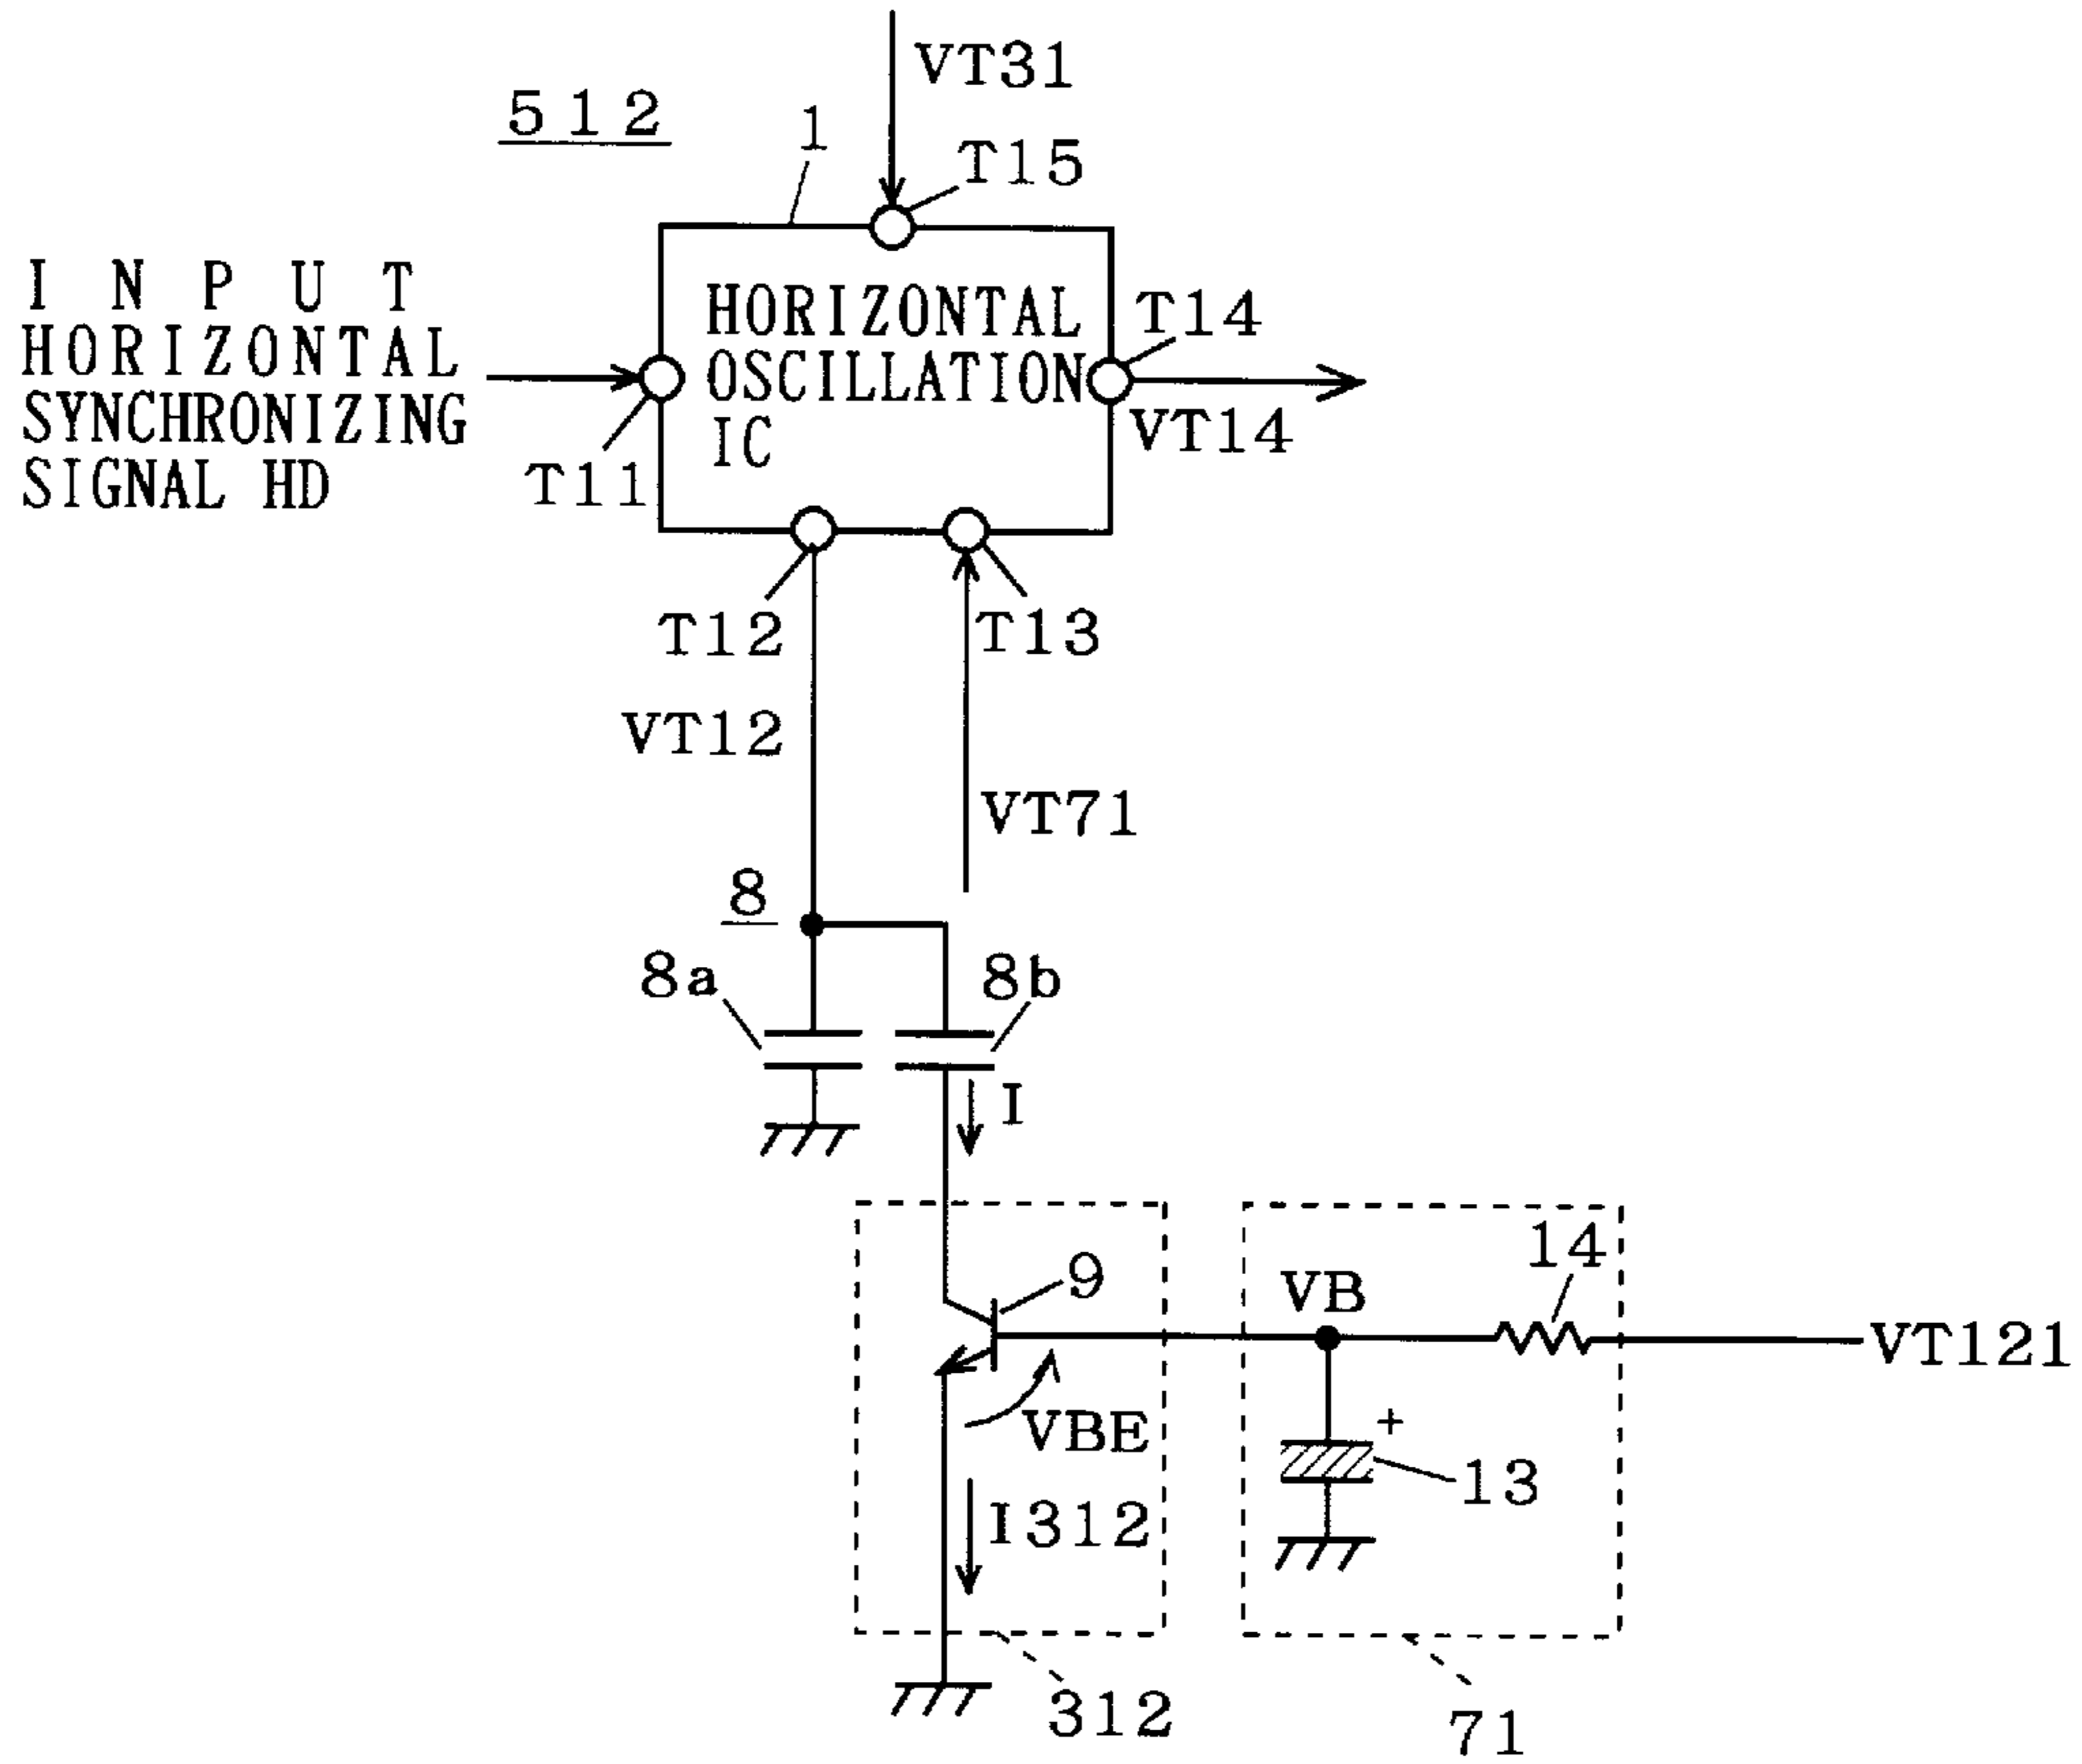 VT31
512
1
T15
I N P U T
HORIZONTAL
SYNCHRONIZING
SIGNAL HD
HORIZONTAL
OSCILLATION
IC
T14
VT14
T11
T12
T13
VT12
VT71
8
8a
8b
I
14
9
VB
VT121
+
VBE
13
I312
312
71